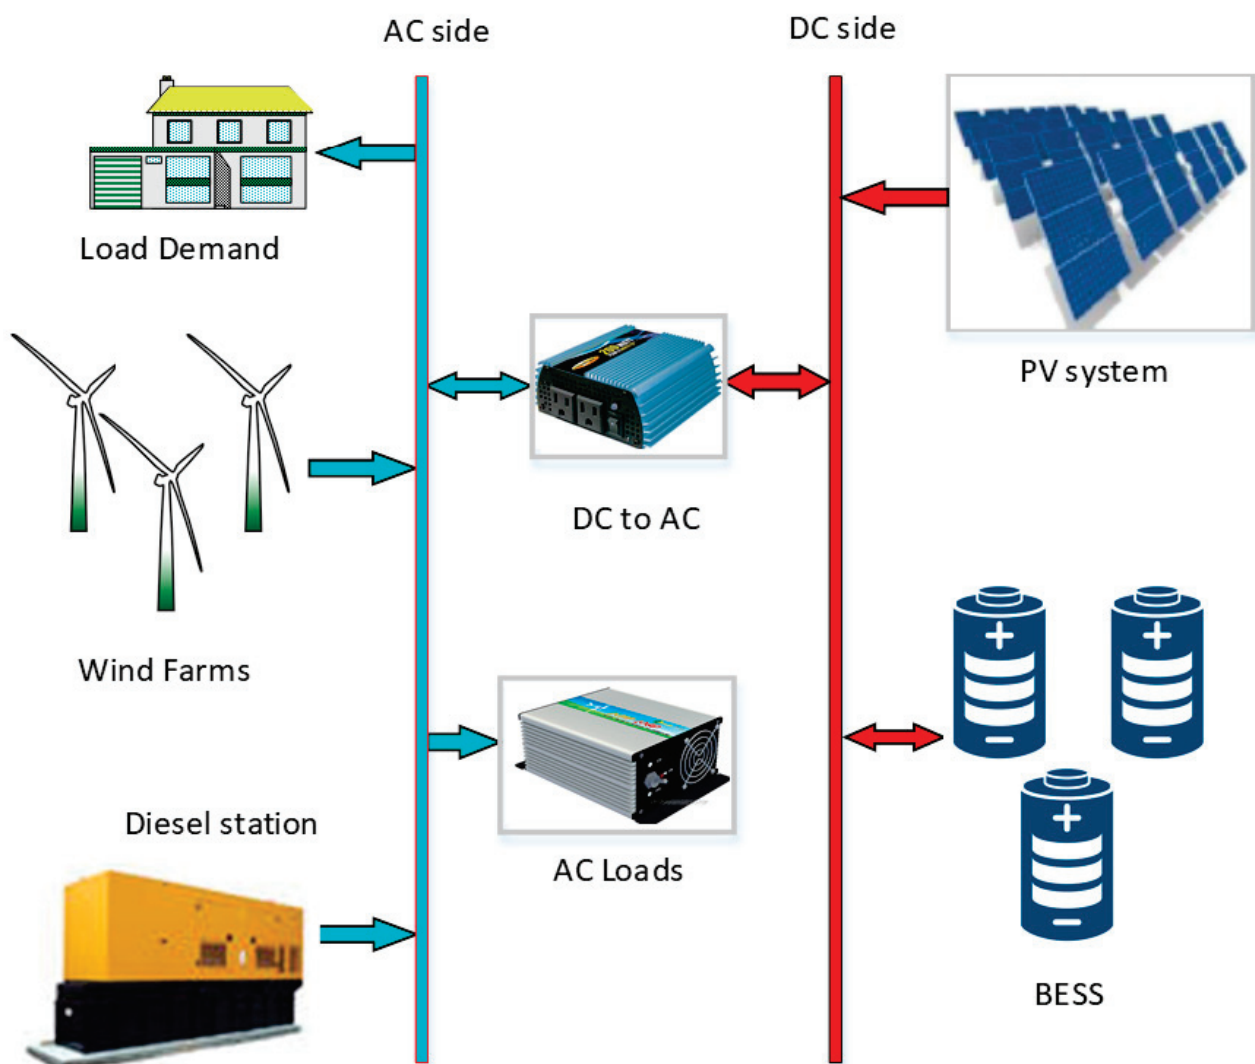 AC side
DC side
Load Demand
PV system
DC to AC
Wind Farms
AC Loads
Diesel station
BESS